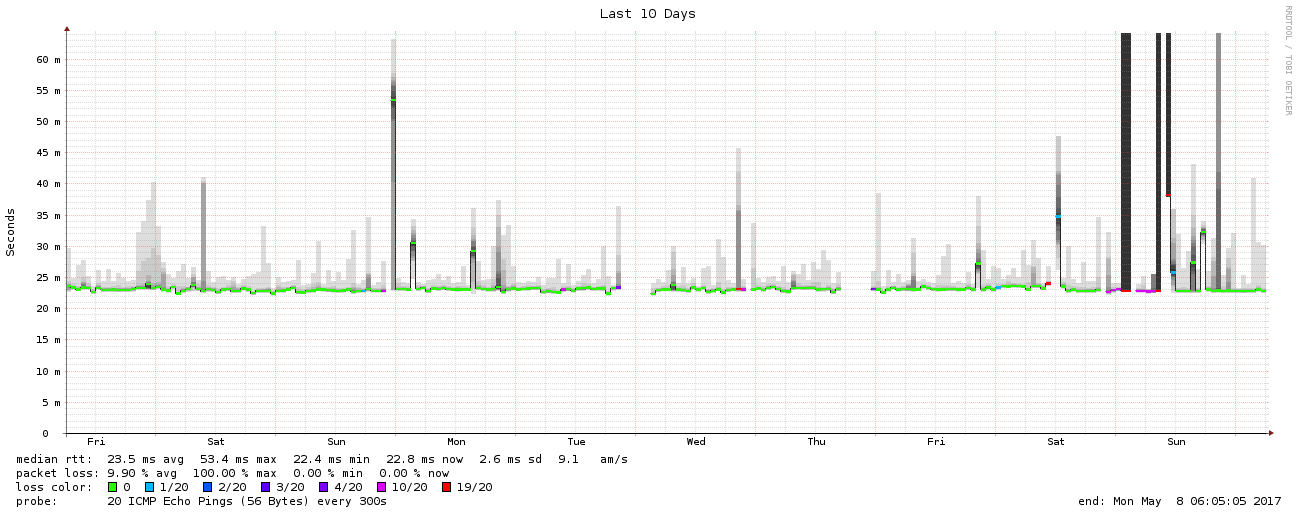 Last 10 Days
RRDTOOL / TOBI OETIKER
Seconds
60 m
55 m
50 m
45 m
40 m
35 m
30 m
25 m
20 m
15 m
10 m
5 m
0
Fri Sat Sun Mon Tue Wed Thu Fri Sat Sun
median rtt: 23.5 ms avg 53.4 ms max 22.4 ms min 22.8 ms now 2.6 ms sd 9.1 am/s
packet loss: 9.90 % avg 100.00 % max 0.00 % min 0.00 % now
loss color: 0 1/20 2/20 3/20 4/20 10/20 19/20
probe: 20 ICMP Echo Pings (56 Bytes) every 300s
end: Mon May 8 06:05:05 2017